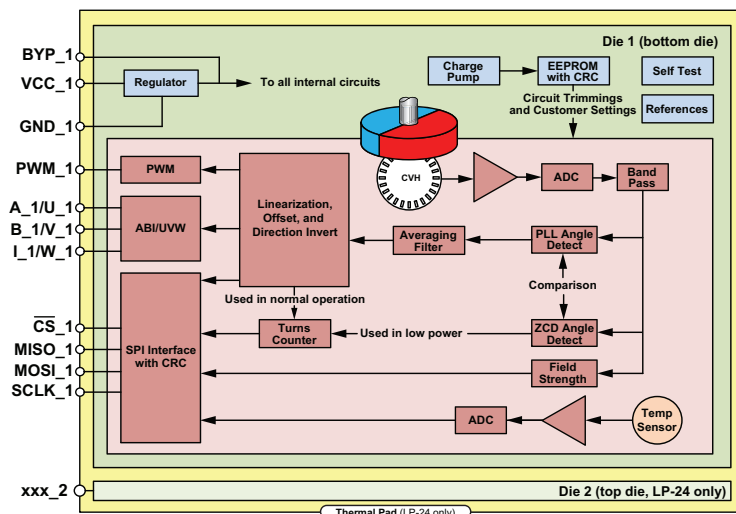 Die 1 (bottom die)
BYP_1
VCC_1
GND_1
Regulator
To all internal circuits
Charge
Pump
EEPROM
with CRC
Self Test
References
Circuit Trimmings
and Customer Settings
PWM_1
PWM
A_1/U_1
B_1/V_1
I_1/W_1
ABI/UVW
Linearization,
Offset, and
Direction Invert
CVH
ADC
Band
Pass
Averaging
Filter
PLL Angle
Detect
Comparison
Used in normal operation
Turns
Counter
Used in low power
ZCD Angle
Detect
CS_1
MISO_1
MOSI_1
SCLK_1
SPI Interface
with CRC
Field
Strength
ADC
Temp
Sensor
xxx_2
Die 2 (top die, LP-24 only)
Thermal Pad (LP-24 only)